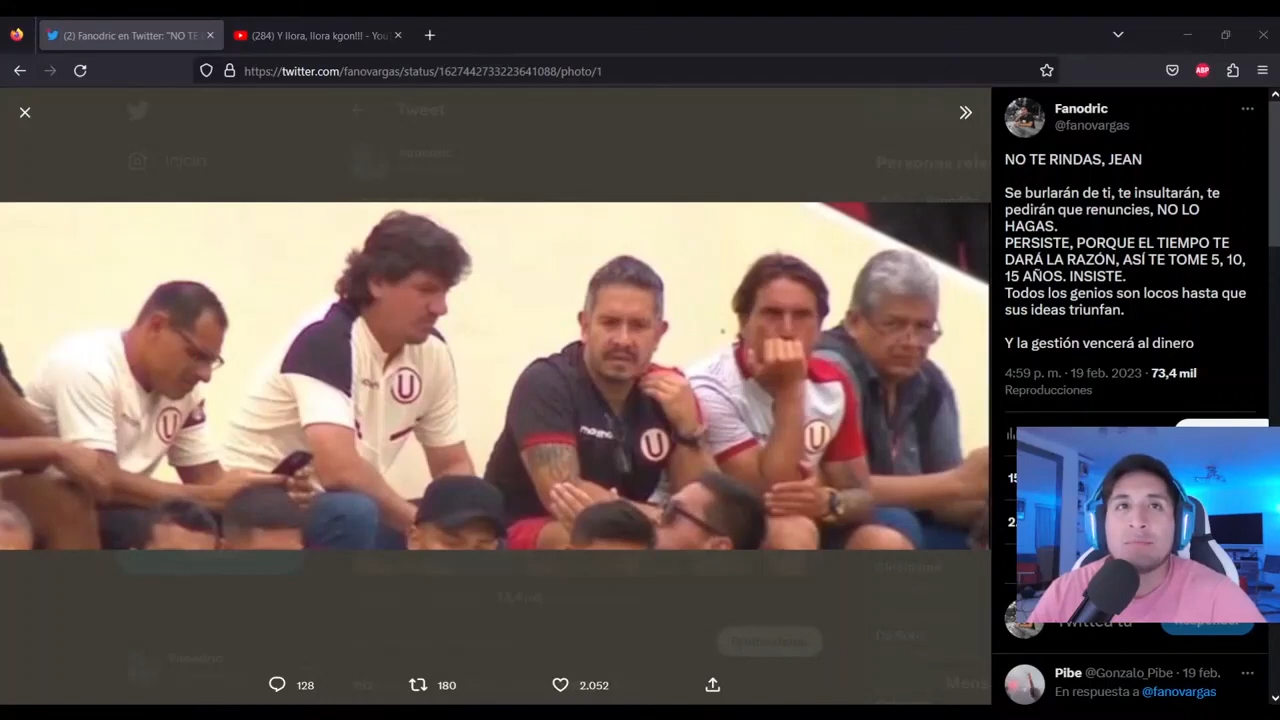 (2) Fanodric en Twitter: "NO TE
(284) Y llora, llora kgon!!! - You
https://twitter.com/fanovargas/status/1627442733223641088/photo/1
ABP
Tweet
Inicio
Fanodric
@fanovargas
NO TE RINDAS, JEAN
Se burlarán de ti, te insultarán, te
pedirán que renuncies, NO LO
HAGAS.
PERSISTE, PORQUE EL TIEMPO TE
DARÁ LA RAZÓN, ASÍ TE TOME 5, 10,
15 AÑOS. INSISTE.
Todos los genios son locos hasta que
sus ideas triunfan.
Y la gestión vencerá al dinero
4:59 p. m. · 19 feb. 2023 · 73,4 mil
Reproducciones
U
U
U
U
128
180
2.052
Pibe @Gonzalo_Pibe · 19 feb.
En respuesta a @fanovargas